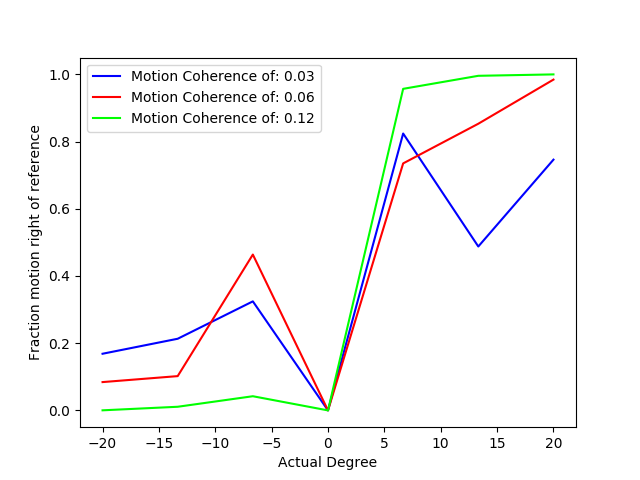 Motion Coherence of: 0.03
Motion Coherence of: 0.06
Motion Coherence of: 0.12
1.0
0.8
0.6
0.4
0.2
0.0
Fraction motion right of reference
−20 −15 −10 −5 0 5 10 15 20
Actual Degree